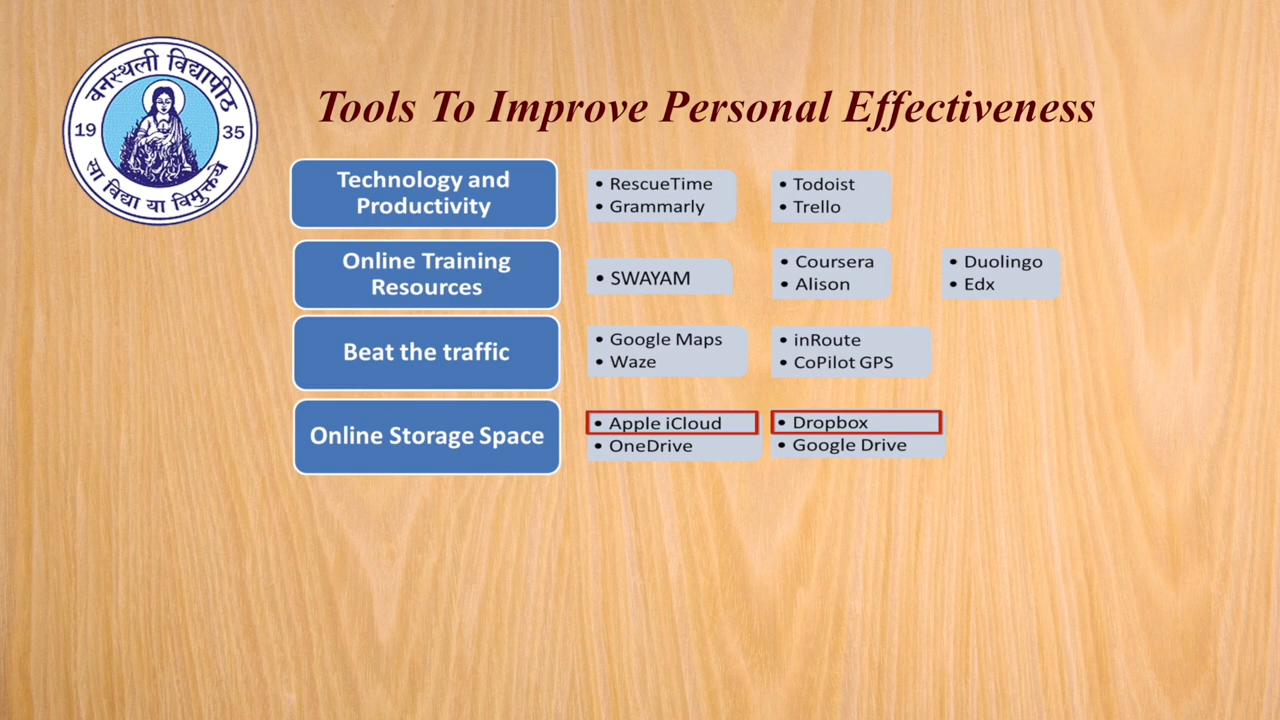 वनस्थली विद्यापीठ
19 35
सा विद्या या विमुक्तये
Tools To Improve Personal Effectiveness
Technology and
Productivity
• RescueTime
• Grammarly
• Todoist
• Trello
Online Training
Resources
• SWAYAM
• Coursera
• Alison
• Duolingo
• Edx
Beat the traffic
• Google Maps
• Waze
• inRoute
• CoPilot GPS
Online Storage Space
• Apple iCloud
• OneDrive
• Dropbox
• Google Drive